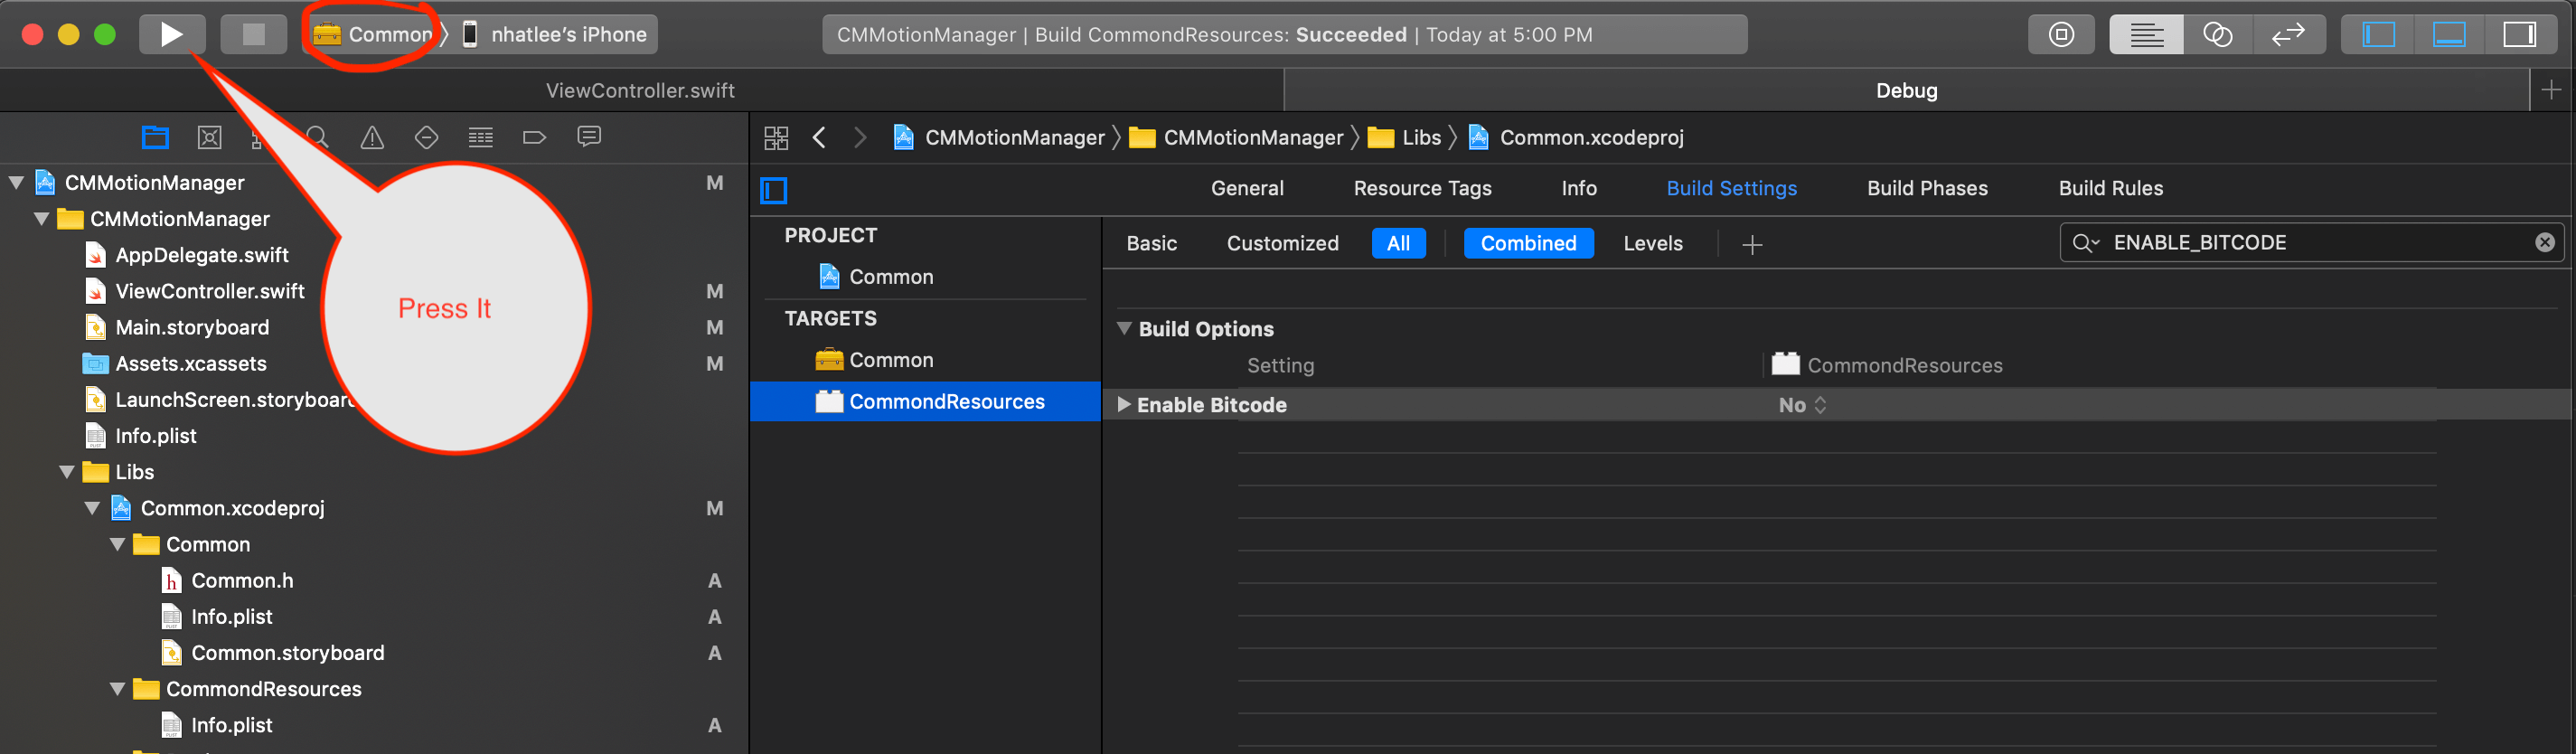 Common
nhatlee's iPhone
CMMotionManager | Build CommondResources: Succeeded | Today at 5:00 PM
ViewController.swift
Debug
CMMotionManager
CMMotionManager
Libs
Common.xcodeproj
CMMotionManager M
General
Resource Tags
Info
Build Settings
Build Phases
Build Rules
CMMotionManager
AppDelegate.swift
ViewController.swift M
Main.storyboard M
Assets.xcassets M
LaunchScreen.storyboard
Info.plist
Libs
Common.xcodeproj M
Common
h Common.h A
Info.plist A
Common.storyboard A
CommondResources
Info.plist A
Press It
PROJECT
Common
TARGETS
Common
CommondResources
Basic
Customized
All
Combined
Levels
ENABLE_BITCODE
Build Options
Setting
CommondResources
Enable Bitcode
No